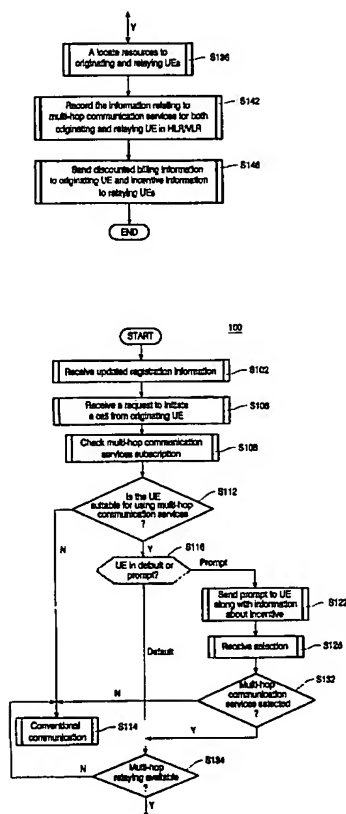 Y
A locate resources to
originating and relaying UEs
S136
Record the information relating to
multi-hop communication services for both
originating and relaying UE in HLR/VLR
S142
Send discounted billing information
to originating UE and incentive information
to relaying UEs
S146
END
100
START
Receive updated registration information
S102
Receive a request to initiate
a call from originating UE
S106
Check multi-hop communication
services subscription
S108
Is the UE
suitable for using multi-hop
communication services
?
S112
N
Y
S116
UE in default or
prompt?
Prompt
Send prompt to UE
along with information
about incentive
S122
Default
Receive selection
S126
Multi-hop
communication
services selected
?
S132
N
Y
Conventional
communication
S114
Multi-hop
relaying available
?
S134
N
Y